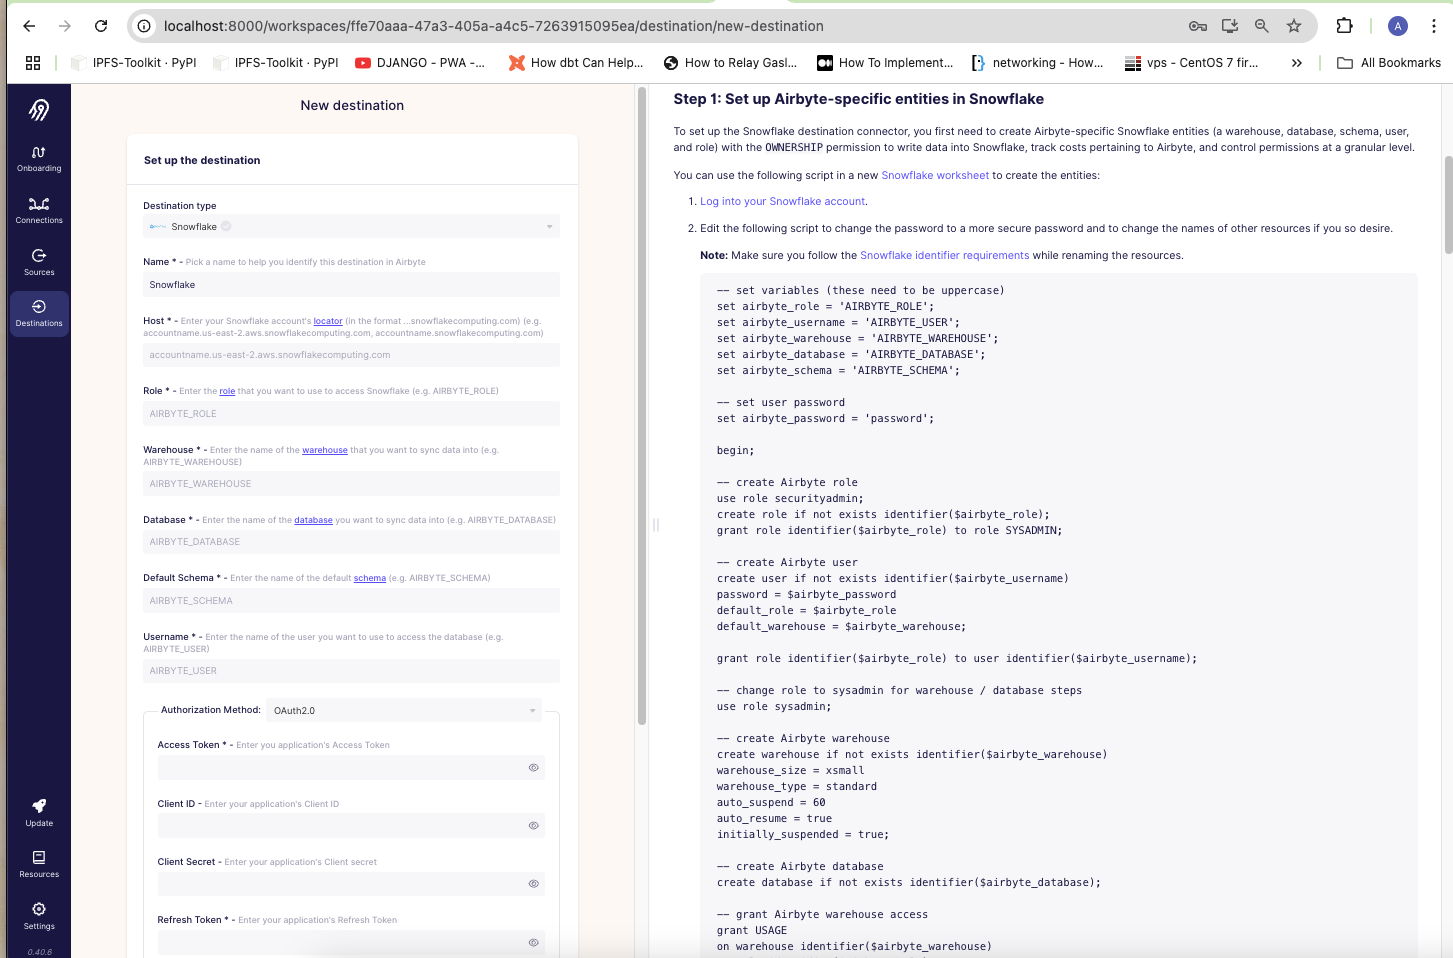 localhost:8000/workspaces/ffe70aaa-47a3-405a-a4c5-7263915095ea/destination/new-destination
A
IPFS-Toolkit · PyPI
IPFS-Toolkit · PyPI
DJANGO - PWA -...
How dbt Can Help...
How to Relay Gasl...
How To Implement...
networking - How...
vps - CentOS 7 fir...
»
All Bookmarks
Onboarding
Connections
Sources
Destinations
Update
Resources
Settings
0.40.6
New destination
Set up the destination
Destination type
Snowflake
Name * - Pick a name to help you identify this destination in Airbyte
Snowflake
Host * - Enter your Snowflake account's locator (in the format ...snowflakecomputing.com) (e.g.
accountname.us-east-2.aws.snowflakecomputing.com, accountname.snowflakecomputing.com)
accountname.us-east-2.aws.snowflakecomputing.com
Role * - Enter the role that you want to use to access Snowflake (e.g. AIRBYTE_ROLE)
AIRBYTE_ROLE
Warehouse * - Enter the name of the warehouse that you want to sync data into (e.g.
AIRBYTE_WAREHOUSE)
AIRBYTE_WAREHOUSE
Database * - Enter the name of the database you want to sync data into (e.g. AIRBYTE_DATABASE)
AIRBYTE_DATABASE
Default Schema * - Enter the name of the default schema (e.g. AIRBYTE_SCHEMA)
AIRBYTE_SCHEMA
Username * - Enter the name of the user you want to use to access the database (e.g.
AIRBYTE_USER)
AIRBYTE_USER
Authorization Method: OAuth2.0
Access Token * - Enter you application's Access Token
Client ID - Enter your application's Client ID
Client Secret - Enter your application's Client secret
Refresh Token * - Enter your application's Refresh Token
Step 1: Set up Airbyte-specific entities in Snowflake
To set up the Snowflake destination connector, you first need to create Airbyte-specific Snowflake entities (a warehouse, database, schema, user,
and role) with the OWNERSHIP permission to write data into Snowflake, track costs pertaining to Airbyte, and control permissions at a granular level.
You can use the following script in a new Snowflake worksheet to create the entities:
1. Log into your Snowflake account.
2. Edit the following script to change the password to a more secure password and to change the names of other resources if you so desire.
Note: Make sure you follow the Snowflake identifier requirements while renaming the resources.
-- set variables (these need to be uppercase)
set airbyte_role = 'AIRBYTE_ROLE';
set airbyte_username = 'AIRBYTE_USER';
set airbyte_warehouse = 'AIRBYTE_WAREHOUSE';
set airbyte_database = 'AIRBYTE_DATABASE';
set airbyte_schema = 'AIRBYTE_SCHEMA';
-- set user password
set airbyte_password = 'password';
begin;
-- create Airbyte role
use role securityadmin;
create role if not exists identifier($airbyte_role);
grant role identifier($airbyte_role) to role SYSADMIN;
-- create Airbyte user
create user if not exists identifier($airbyte_username)
password = $airbyte_password
default_role = $airbyte_role
default_warehouse = $airbyte_warehouse;
grant role identifier($airbyte_role) to user identifier($airbyte_username);
-- change role to sysadmin for warehouse / database steps
use role sysadmin;
-- create Airbyte warehouse
create warehouse if not exists identifier($airbyte_warehouse)
warehouse_size = xsmall
warehouse_type = standard
auto_suspend = 60
auto_resume = true
initially_suspended = true;
-- create Airbyte database
create database if not exists identifier($airbyte_database);
-- grant Airbyte warehouse access
grant USAGE
on warehouse identifier($airbyte_warehouse)